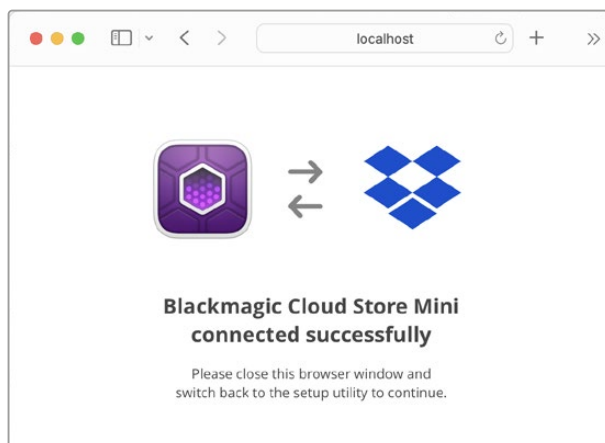 localhost
Blackmagic Cloud Store Mini
connected successfully
Please close this browser window and
switch back to the setup utility to continue.